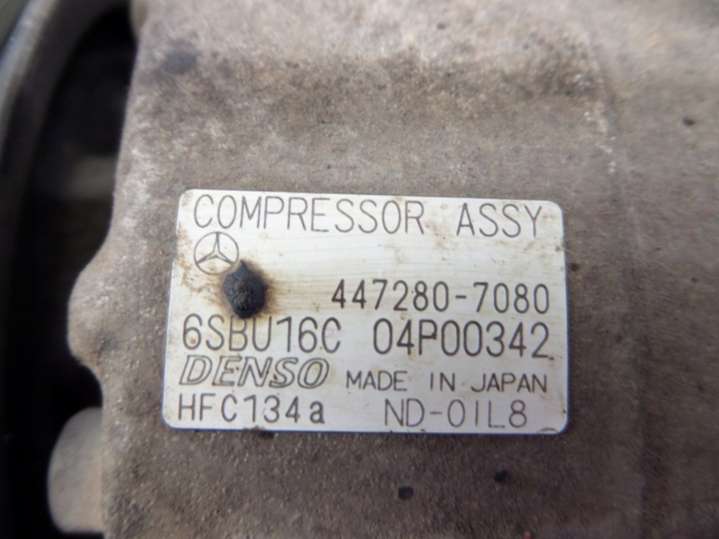 COMPRESSOR ASSY
447280-7080
6SBU16C 04P00342
DENSO MADE IN JAPAN
HFC134a ND-OIL8